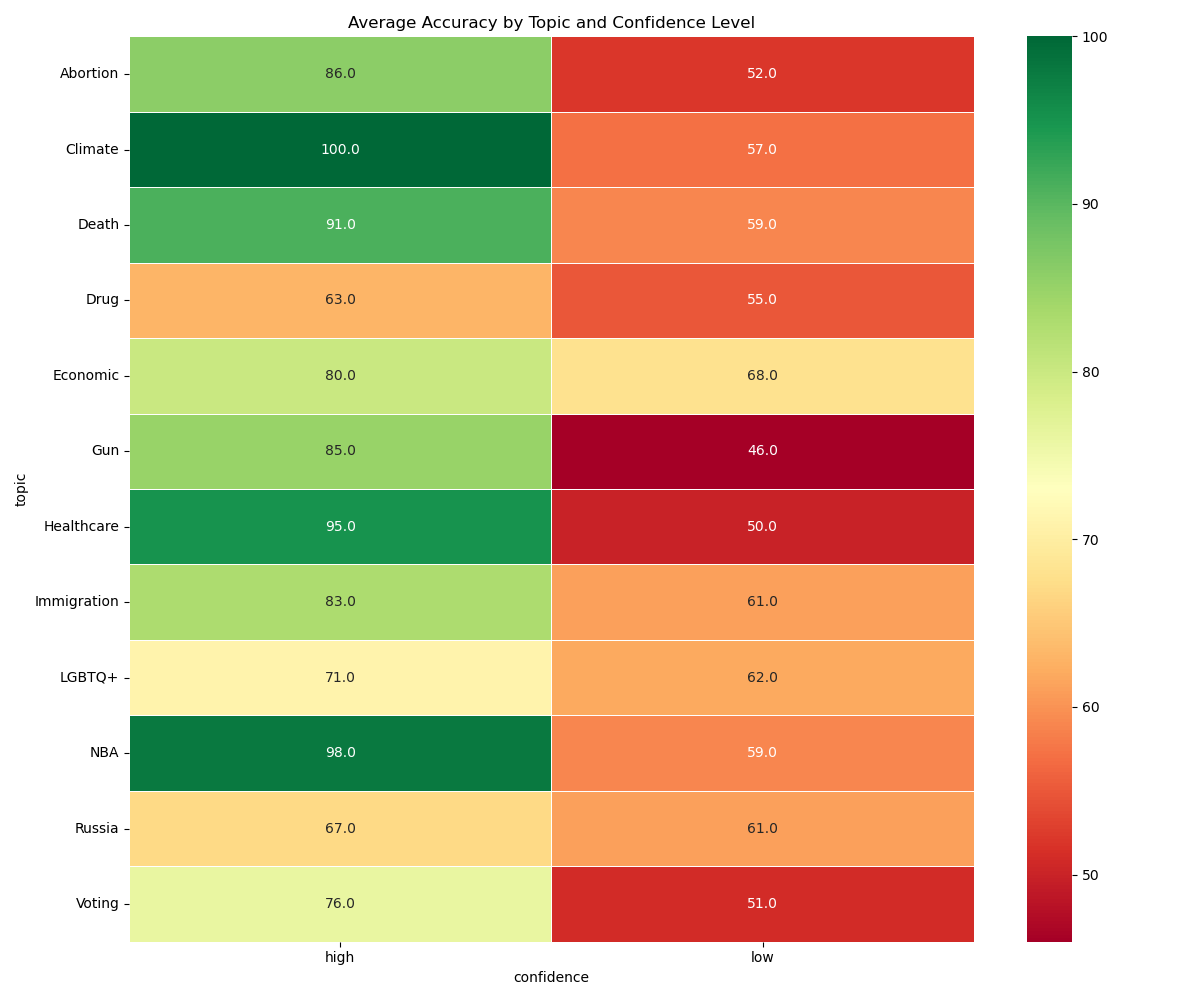 Average Accuracy by Topic and Confidence Level
Abortion 86.0 52.0
Climate 100.0 57.0
Death 91.0 59.0
Drug 63.0 55.0
Economic 80.0 68.0
Gun 85.0 46.0
Healthcare 95.0 50.0
Immigration 83.0 61.0
LGBTQ+ 71.0 62.0
NBA 98.0 59.0
Russia 67.0 61.0
Voting 76.0 51.0
high low
confidence
topic
100
90
80
70
60
50